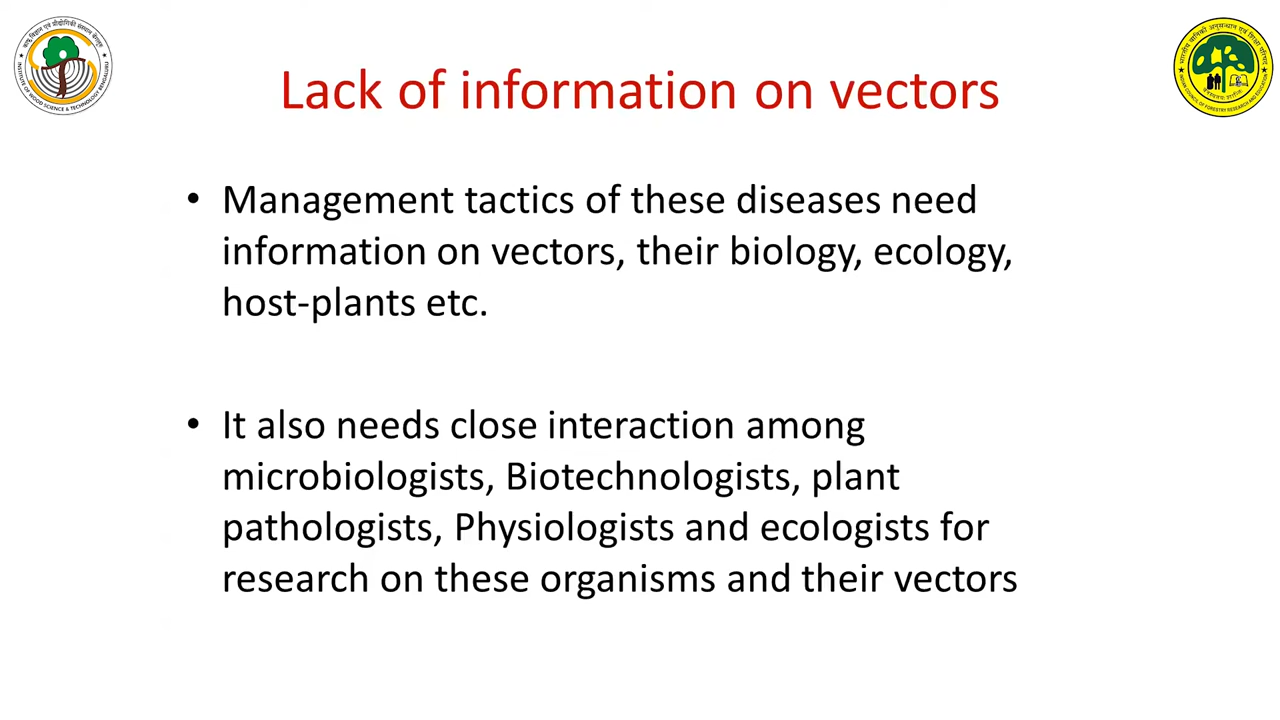 Lack of information on vectors
• Management tactics of these diseases need
information on vectors, their biology, ecology,
host-plants etc.
• It also needs close interaction among
microbiologists, Biotechnologists, plant
pathologists, Physiologists and ecologists for
research on these organisms and their vectors